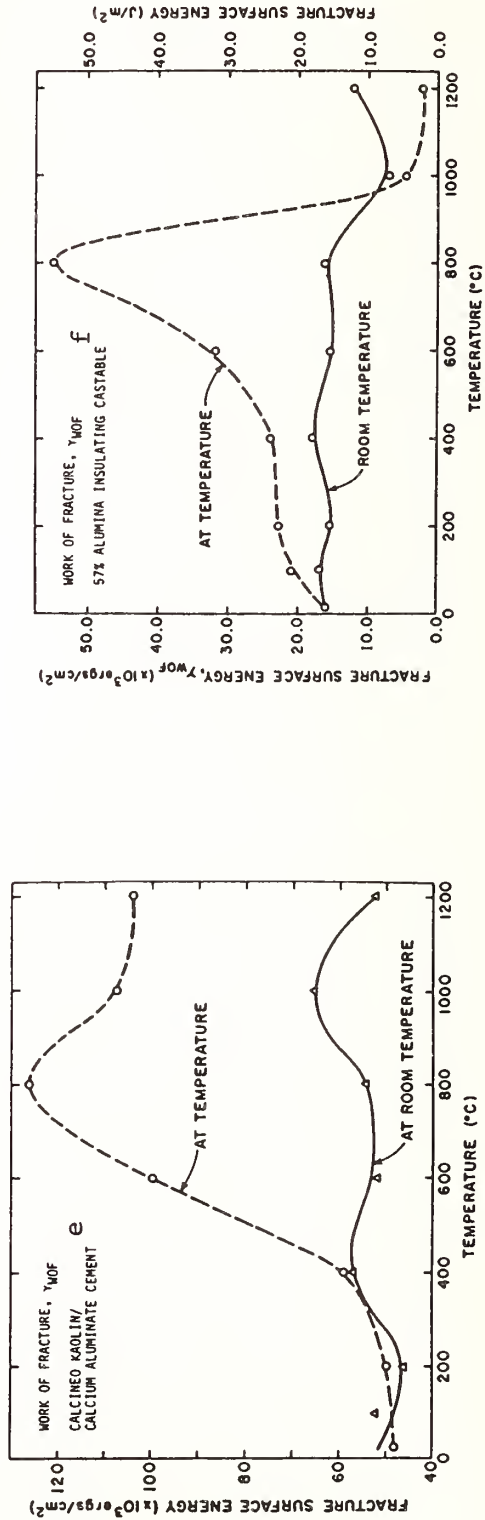 FRACTURE SURFACE ENERGY (x10³ergs/cm²)
120
100
80
60
40
WORK OF FRACTURE, γWOF
CALCINEO KAOLIN/
CALCIUM ALUMINATE CEMENT
e
AT TEMPERATURE
AT ROOM TEMPERATURE
0
200
400
600
800
1000
1200
TEMPERATURE (°C)
FRACTURE SURFACE ENERGY, γWOF (x10³ergs/cm²)
50.0
40.0
30.0
20.0
10.0
0.0
WORK OF FRACTURE, γWOF
57% ALUMINA INSULATING CASTABLE
f
AT TEMPERATURE
ROOM TEMPERATURE
0
200
400
600
800
1000
1200
TEMPERATURE (°C)
50.0
40.0
30.0
20.0
10.0
0.0
FRACTURE SURFACE ENERGY (J/m²)